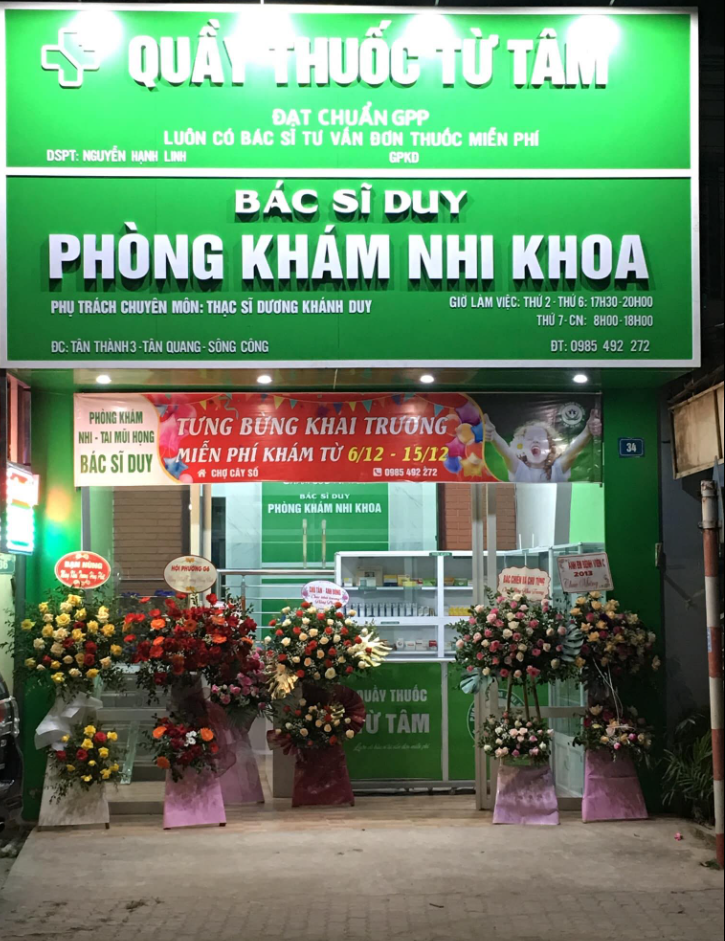 QUẦY THUỐC TỪ TÂM
ĐẠT CHUẨN GPP
LUÔN CÓ BÁC SĨ TƯ VẤN ĐƠN THUỐC MIỄN PHÍ
DSPT: NGUYỄN HẠNH LINH
GPKD
BÁC SĨ DUY
PHÒNG KHÁM NHI KHOA
PHỤ TRÁCH CHUYÊN MÔN: THẠC SĨ DƯƠNG KHÁNH DUY
GIỜ LÀM VIỆC: THỨ 2 - THỨ 6: 17H30-20H00
THỨ 7-CN: 8H00-18H00
ĐC: TÂN THÀNH 3 - TÂN QUANG - SÔNG CÔNG
ĐT: 0985 492 272
PHÒNG KHÁM
NHI - TAI MŨI HỌNG
BÁC SĨ DUY
TƯNG BỪNG KHAI TRƯƠNG
MIỄN PHÍ KHÁM TỪ 6/12 - 15/12
CHỢ CÂY SỐ
0985 492 272
34
BÁC SĨ DUY
PHÒNG KHÁM NHI KHOA
HỘI PHƯỢNG
BÁC CHIẾN
2012
QUẦY THUỐC
TỪ TÂM